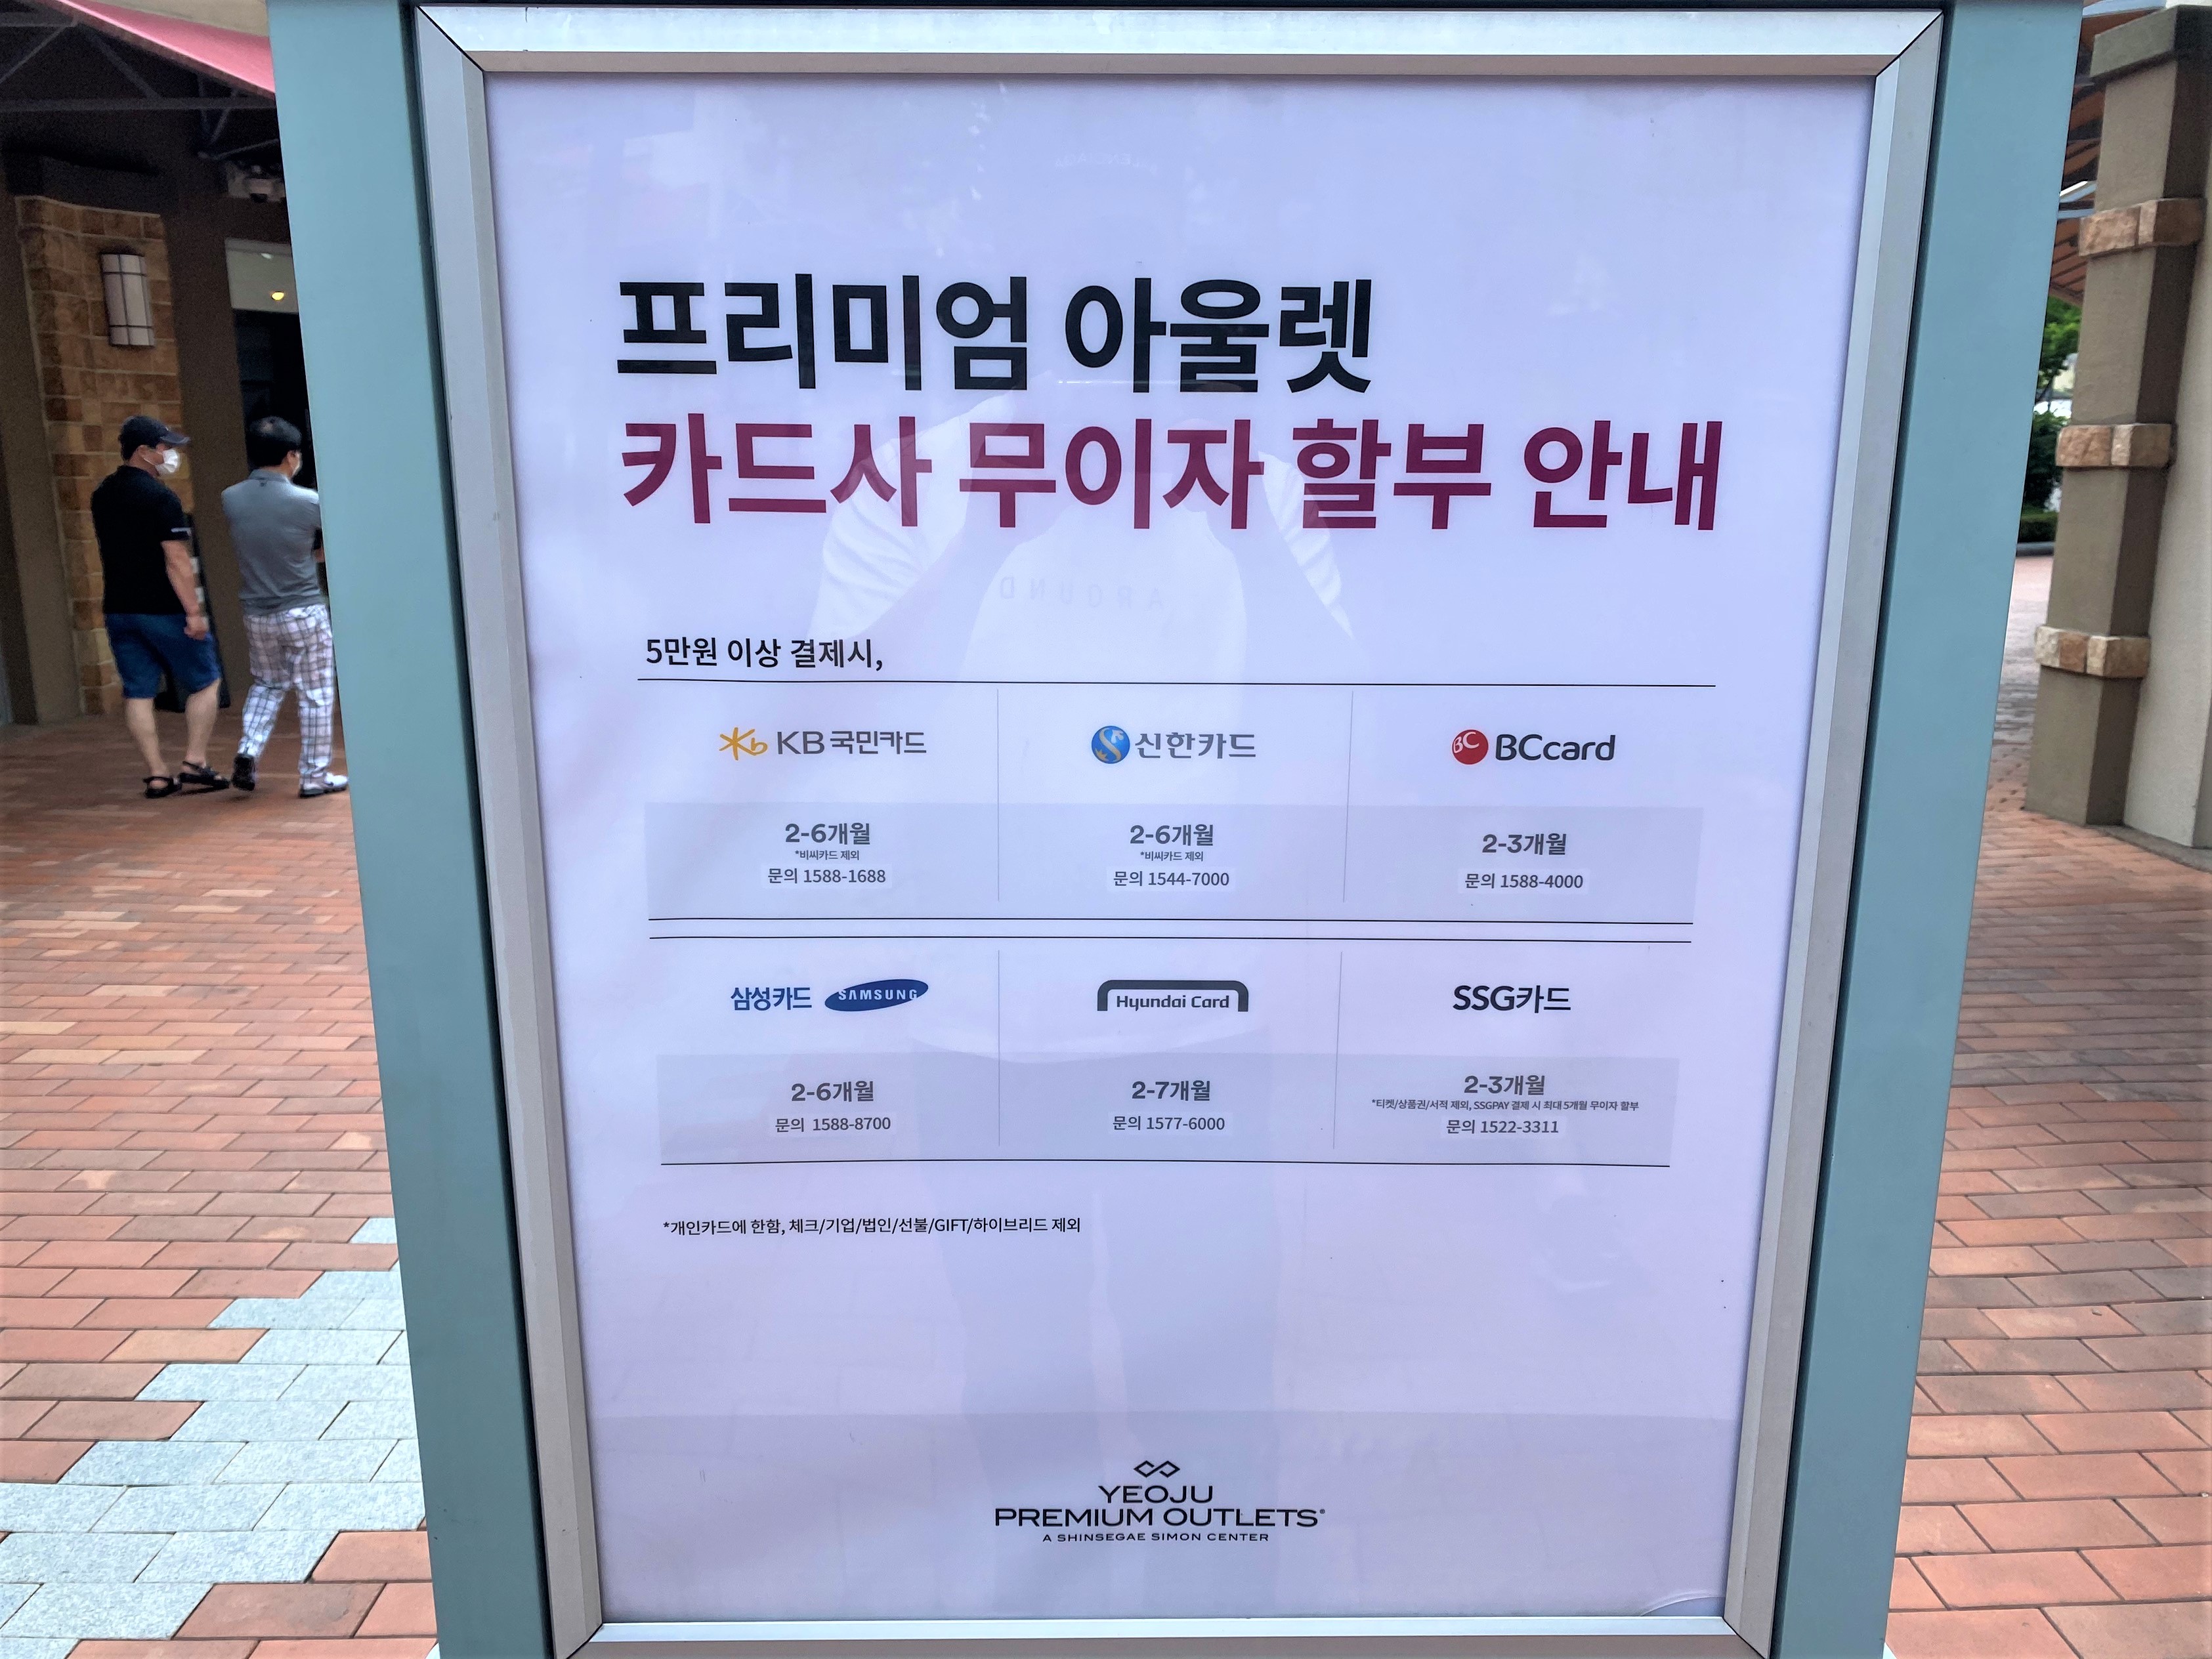 프리미엄 아울렛
카드사 무이자 할부 안내
5만원 이상 결제시,
Kb KB국민카드
신한카드
BC BCcard
2-6개월
*비씨카드 제외
문의 1588-1688
2-6개월
*비씨카드 제외
문의 1544-7000
2-3개월
문의 1588-4000
삼성카드 SAMSUNG
Hyundai Card
SSG카드
2-6개월
문의 1588-8700
2-7개월
문의 1577-6000
2-3개월
*티켓/상품권/서적 제외, SSGPAY 결제 시 최대 5개월 무이자 할부
문의 1522-3311
*개인카드에 한함, 체크/기업/법인/선불/GIFT/하이브리드 제외
YEOJU
PREMIUM OUTLETS®
A SHINSEGAE SIMON CENTER